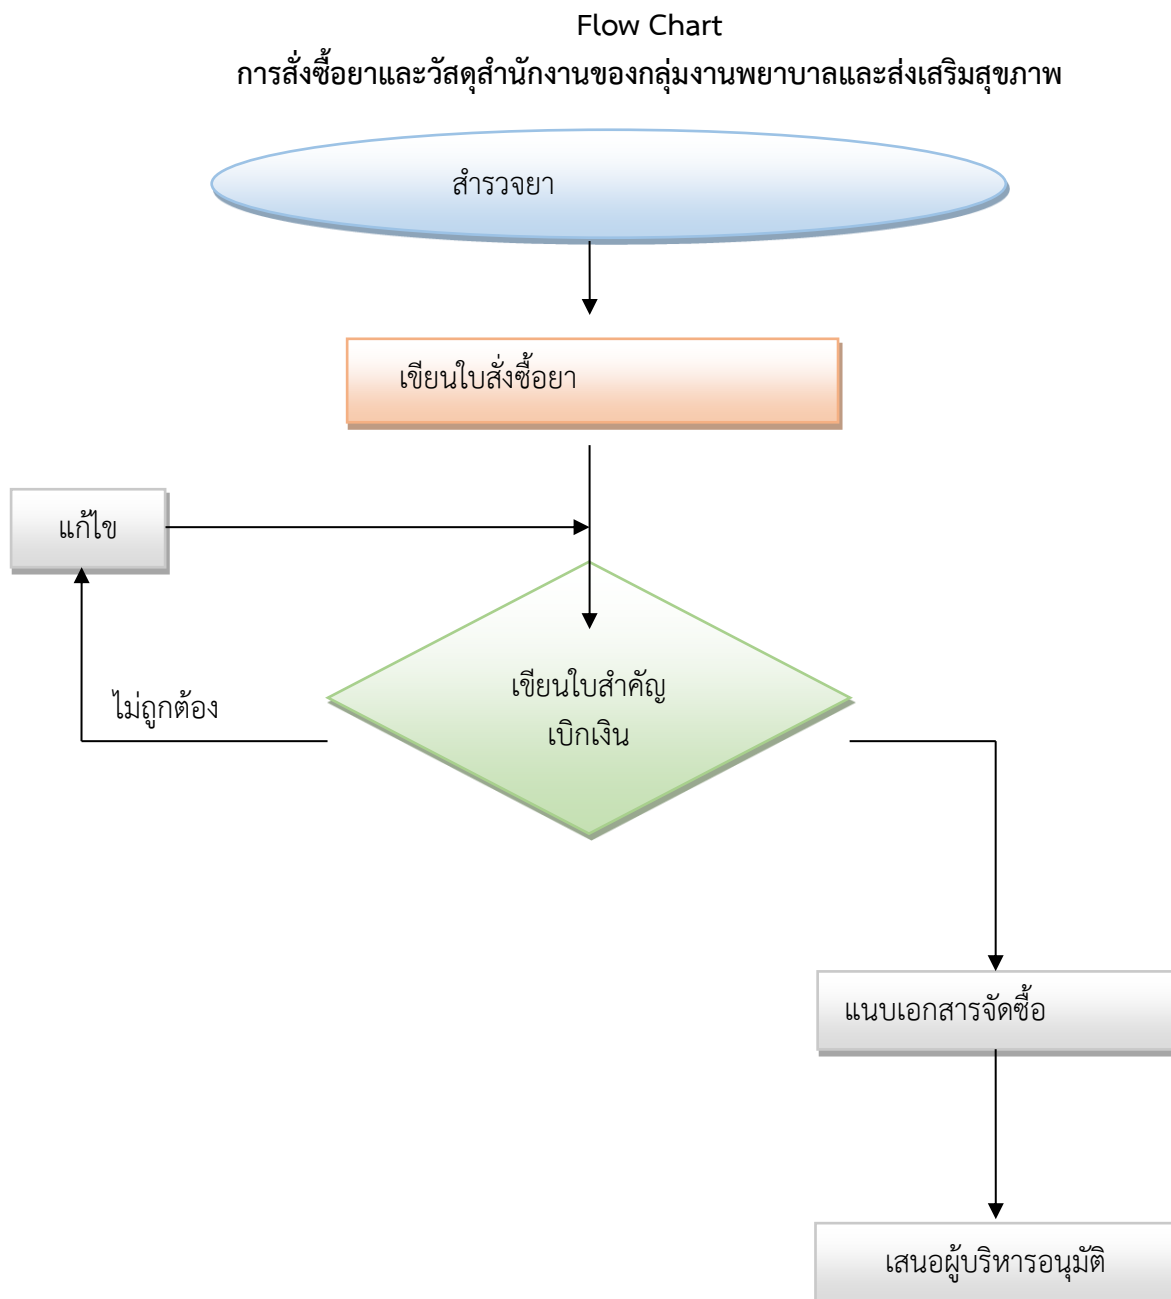 Flow Chart
การสั่งซื้อยาและวัสดุสำนักงานของกลุ่มงานพยาบาลและส่งเสริมสุขภาพ
สำรวจยา
เขียนใบสั่งซื้อยา
แก้ไข
เขียนใบสำคัญ
เบิกเงิน
ไม่ถูกต้อง
แนบเอกสารจัดซื้อ
เสนอผู้บริหารอนุมัติ